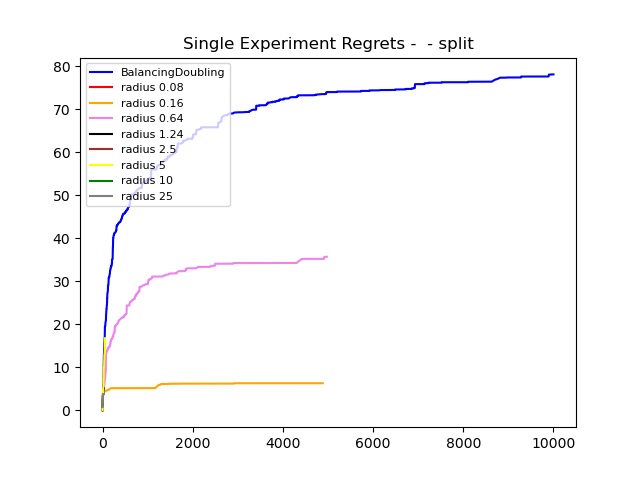 Single Experiment Regrets -  - split
80
70
60
50
40
30
20
10
0
BalancingDoubling
radius 0.08
radius 0.16
radius 0.64
radius 1.24
radius 2.5
radius 5
radius 10
radius 25
0 2000 4000 6000 8000 10000